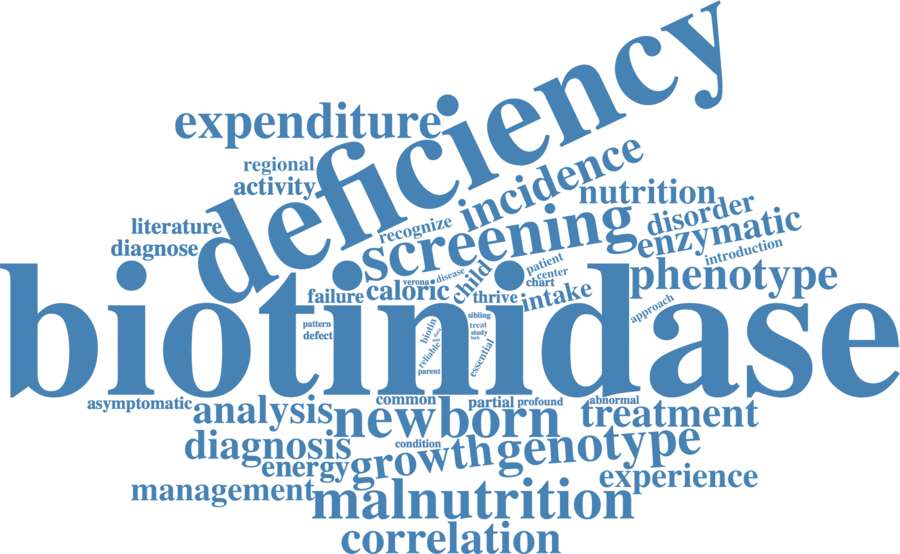 deficiency
expenditure
regional
activity
incidence
nutrition
literature
recognize
screening
disorder
diagnose
enzymatic
introduction
biotinidase
verona
disease
child
patient
center
chart
phenotype
failure
caloric
thrive
intake
approach
pattern
defect
biotin
reliable
parent
sibling
treat
study
essential
asymptomatic
analysis
common
newborn
partial
profound
abnormal
treatment
diagnosis
condition
energy
growth
genotype
experience
management
malnutrition
correlation